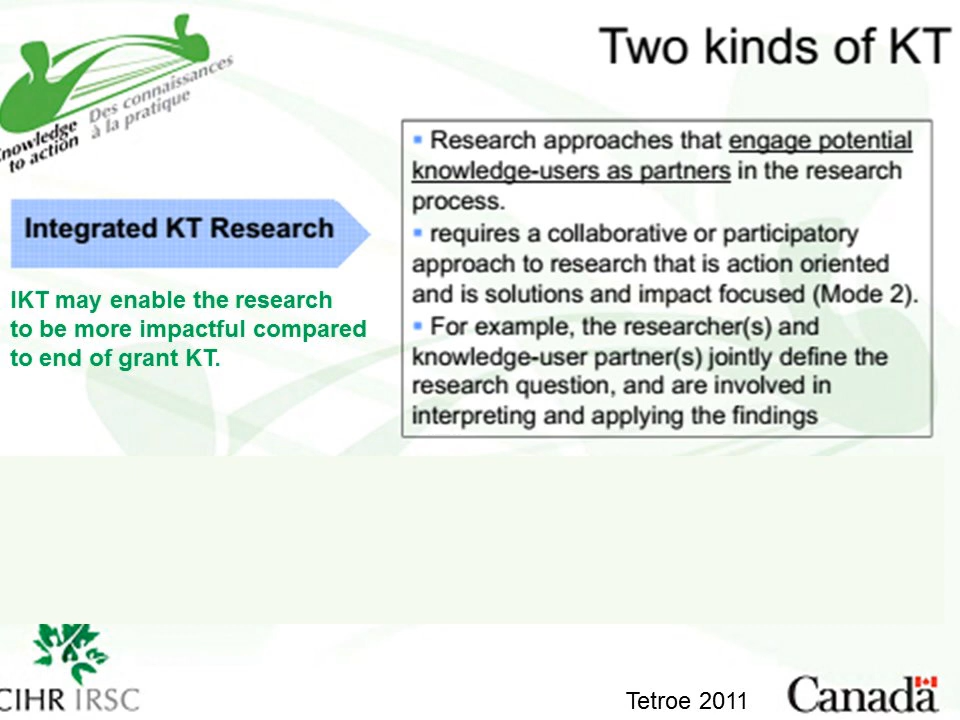 Two kinds of KT
Des connaissances
à la pratique
Knowledge
to action
Integrated KT Research
IKT may enable the research
to be more impactful compared
to end of grant KT.
▪ Research approaches that engage potential
knowledge-users as partners in the research
process.
▪ requires a collaborative or participatory
approach to research that is action oriented
and is solutions and impact focused (Mode 2).
▪ For example, the researcher(s) and
knowledge-user partner(s) jointly define the
research question, and are involved in
interpreting and applying the findings
CIHR IRSC
Tetroe 2011
Canada